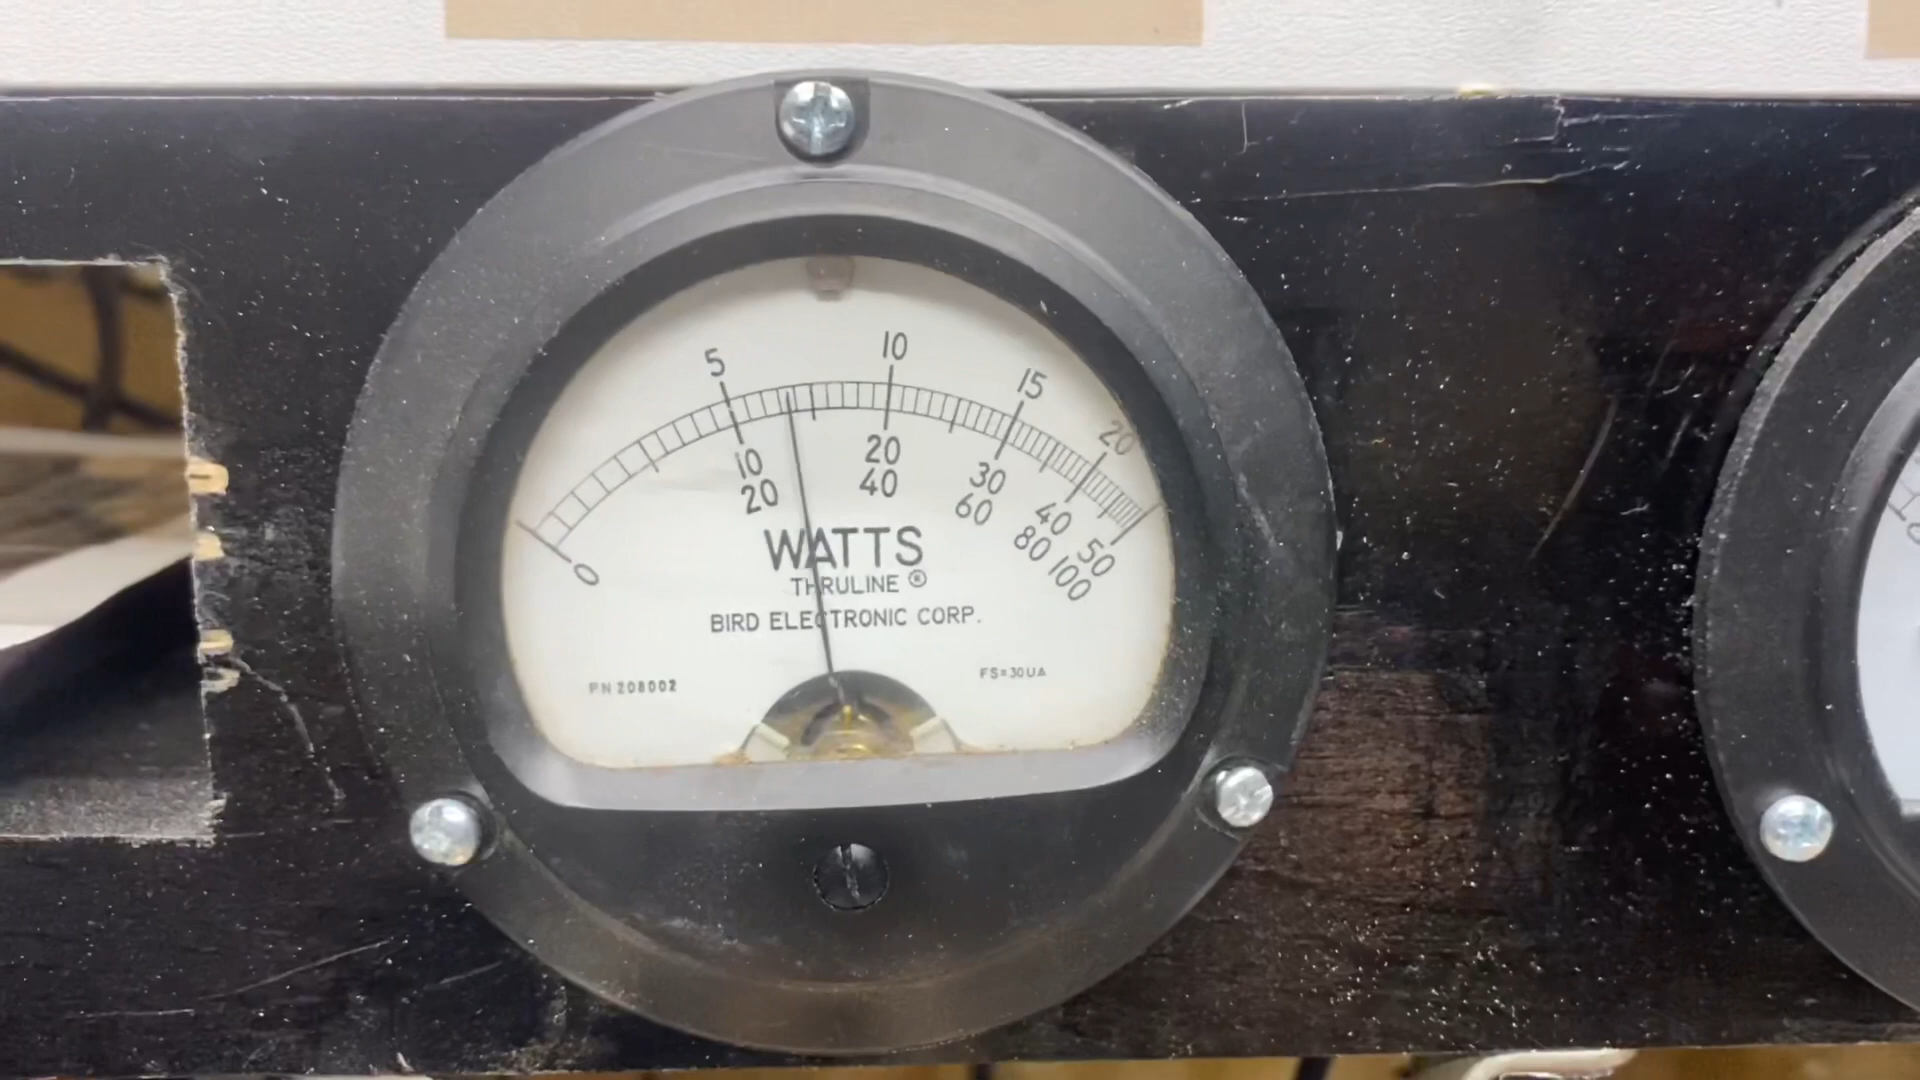 5 10 15 20
10 20 30 40 50
0 20 40 60 80 100
WATTS
THRULINE ®
BIRD ELECTRONIC CORP.
PN 208002 FS=30UA